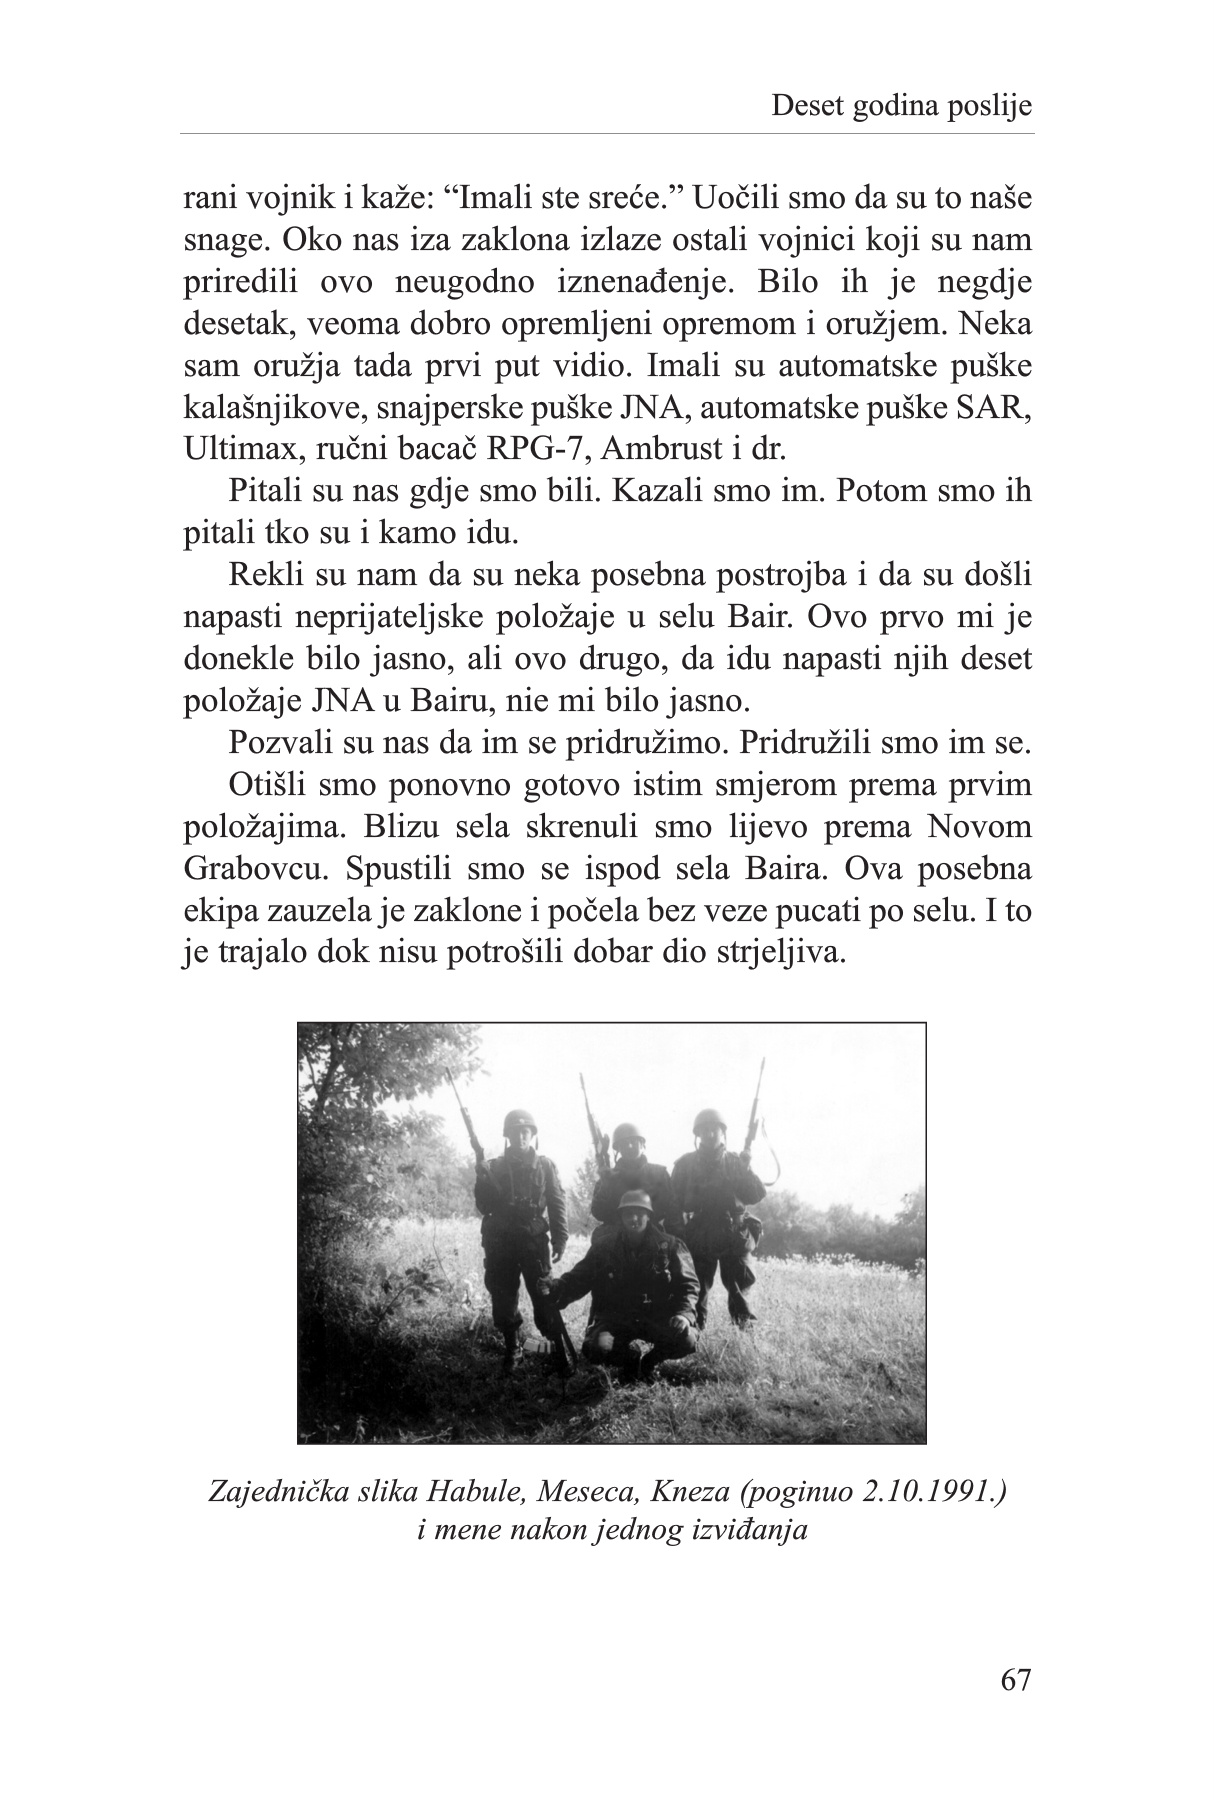 Deset godina poslije
rani vojnik i kaže: “Imali ste sreće.” Uočili smo da su to naše
snage. Oko nas iza zaklona izlaze ostali vojnici koji su nam
priredili ovo neugodno iznenađenje. Bilo ih je negdje
desetak, veoma dobro opremljeni opremom i oružjem. Neka
sam oružja tada prvi put vidio. Imali su automatske puške
kalašnjikove, snajperske puške JNA, automatske puške SAR,
Ultimax, ručni bacač RPG-7, Ambrust i dr.
Pitali su nas gdje smo bili. Kazali smo im. Potom smo ih
pitali tko su i kamo idu.
Rekli su nam da su neka posebna postrojba i da su došli
napasti neprijateljske položaje u selu Bair. Ovo prvo mi je
donekle bilo jasno, ali ovo drugo, da idu napasti njih deset
položaje JNA u Bairu, nie mi bilo jasno.
Pozvali su nas da im se pridružimo. Pridružili smo im se.
Otišli smo ponovno gotovo istim smjerom prema prvim
položajima. Blizu sela skrenuli smo lijevo prema Novom
Grabovcu. Spustili smo se ispod sela Baira. Ova posebna
ekipa zauzela je zaklone i počela bez veze pucati po selu. I to
je trajalo dok nisu potrošili dobar dio strjeljiva.
Zajednička slika Habule, Meseca, Kneza (poginuo 2.10.1991.)
i mene nakon jednog izviđanja
67